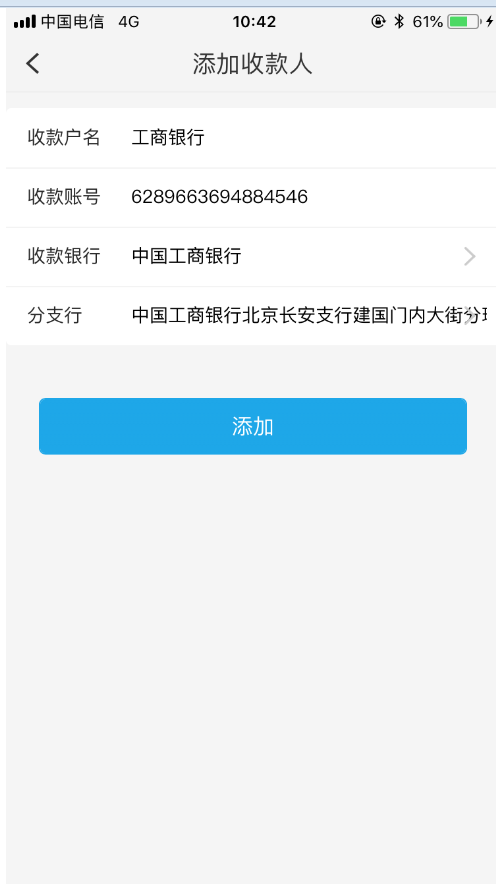 中国电信 4G 10:42 61%
添加收款人
收款户名 工商银行
收款账号 6289663694884546
收款银行 中国工商银行
分支行 中国工商银行北京长安支行建国门内大街分
添加